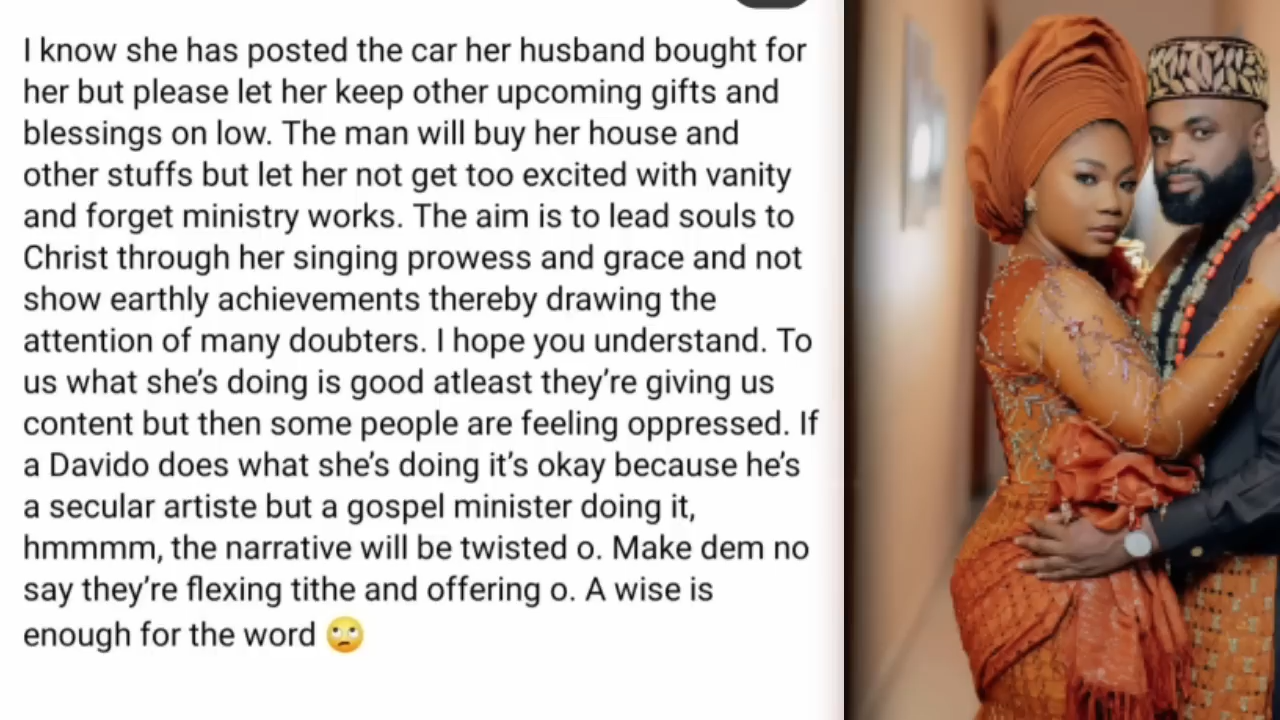 I know she has posted the car her husband bought for
her but please let her keep other upcoming gifts and
blessings on low. The man will buy her house and
other stuffs but let her not get too excited with vanity
and forget ministry works. The aim is to lead souls to
Christ through her singing prowess and grace and not
show earthly achievements thereby drawing the
attention of many doubters. I hope you understand. To
us what she's doing is good atleast they're giving us
content but then some people are feeling oppressed. If
a Davido does what she's doing it's okay because he's
a secular artiste but a gospel minister doing it,
hmmmm, the narrative will be twisted o. Make dem no
say they're flexing tithe and offering o. A wise is
enough for the word 🙄